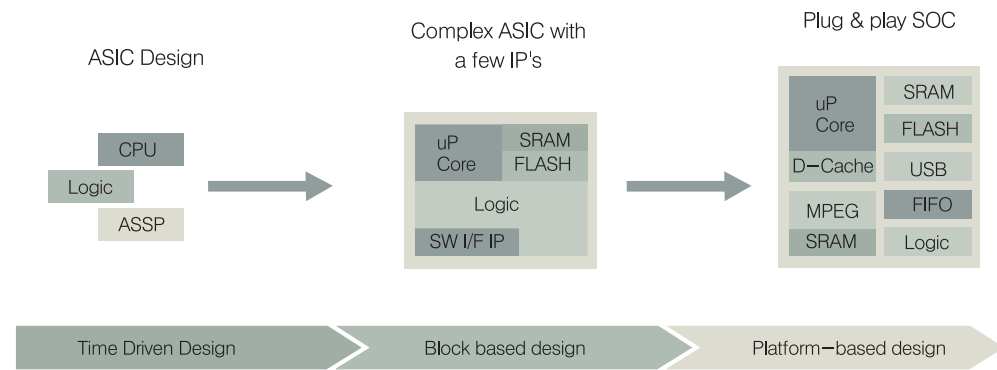 ASIC Design
CPU
Logic
ASSP
Complex ASIC with
a few IP's
uP
Core
SRAM
FLASH
Logic
SW I/F IP
Plug & play SOC
uP
Core
D-Cache
MPEG
SRAM
SRAM
FLASH
USB
FIFO
Logic
Time Driven Design
Block based design
Platform-based design